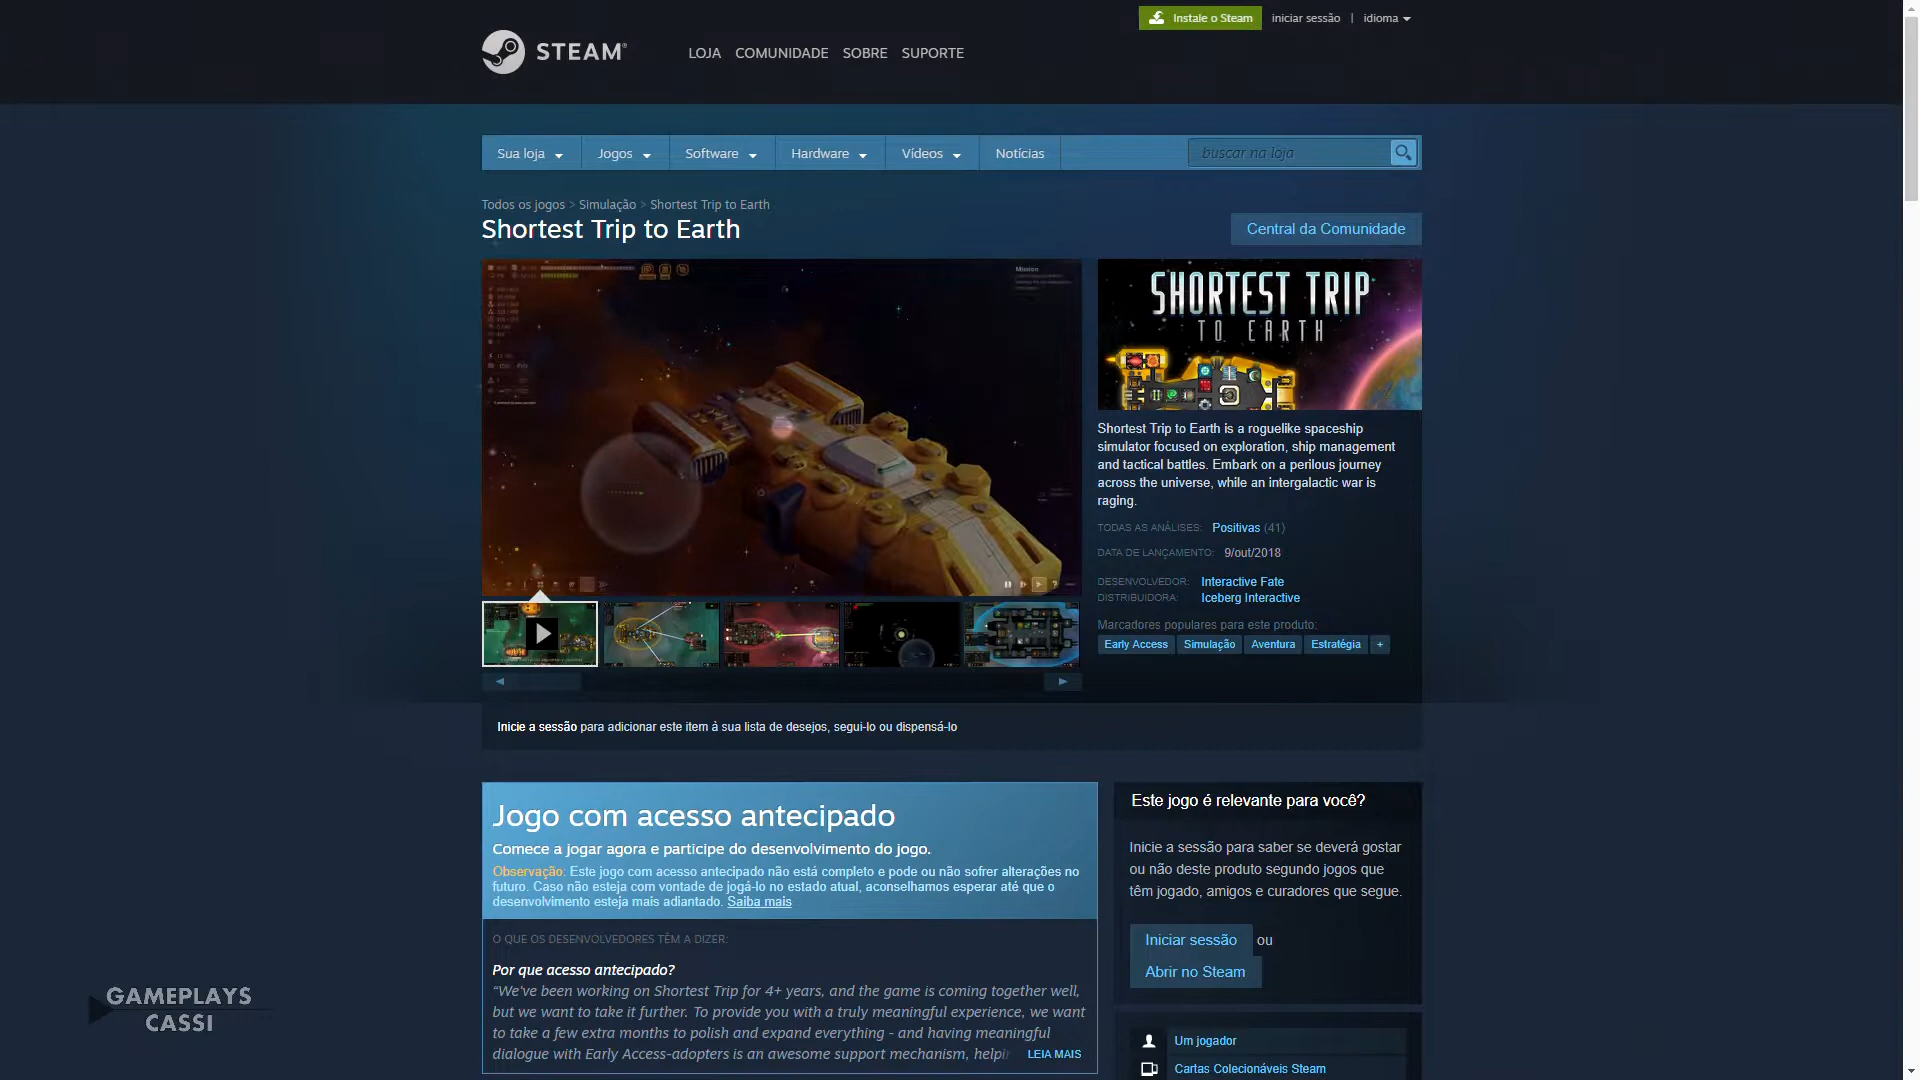 Instale o Steam
iniciar sessão | idioma
STEAM
LOJA COMUNIDADE SOBRE SUPORTE
Sua loja Jogos Software Hardware Vídeos Notícias
buscar na loja
Todos os jogos > Simulação > Shortest Trip to Earth
Shortest Trip to Earth
Central da Comunidade
Mission
SHORTEST TRIP
TO EARTH
Shortest Trip to Earth is a roguelike spaceship
simulator focused on exploration, ship management
and tactical battles. Embark on a perilous journey
across the universe, while an intergalactic war is
raging.
TODAS AS ANÁLISES: Positivas (41)
DATA DE LANÇAMENTO: 9/out/2018
DESENVOLVEDOR: Interactive Fate
DISTRIBUIDORA: Iceberg Interactive
Marcadores populares para este produto:
Early Access Simulação Aventura Estratégia +
Inicie a sessão para adicionar este item à sua lista de desejos, segui-lo ou dispensá-lo
Jogo com acesso antecipado
Comece a jogar agora e participe do desenvolvimento do jogo.
Observação: Este jogo com acesso antecipado não está completo e pode ou não sofrer alterações no
futuro. Caso não esteja com vontade de jogá-lo no estado atual, aconselhamos esperar até que o
desenvolvimento esteja mais adiantado. Saiba mais
O QUE OS DESENVOLVEDORES TÊM A DIZER:
Por que acesso antecipado?
“We've been working on Shortest Trip for 4+ years, and the game is coming together well,
but we want to take it further. To provide you with a truly meaningful experience, we want
to take a few extra months to polish and expand everything - and having meaningful
dialogue with Early Access-adopters is an awesome support mechanism, helpin
LEIA MAIS
Este jogo é relevante para você?
Inicie a sessão para saber se deverá gostar
ou não deste produto segundo jogos que
têm jogado, amigos e curadores que segue.
Iniciar sessão ou
Abrir no Steam
Um jogador
Cartas Colecionáveis Steam
GAMEPLAYS
CASSI